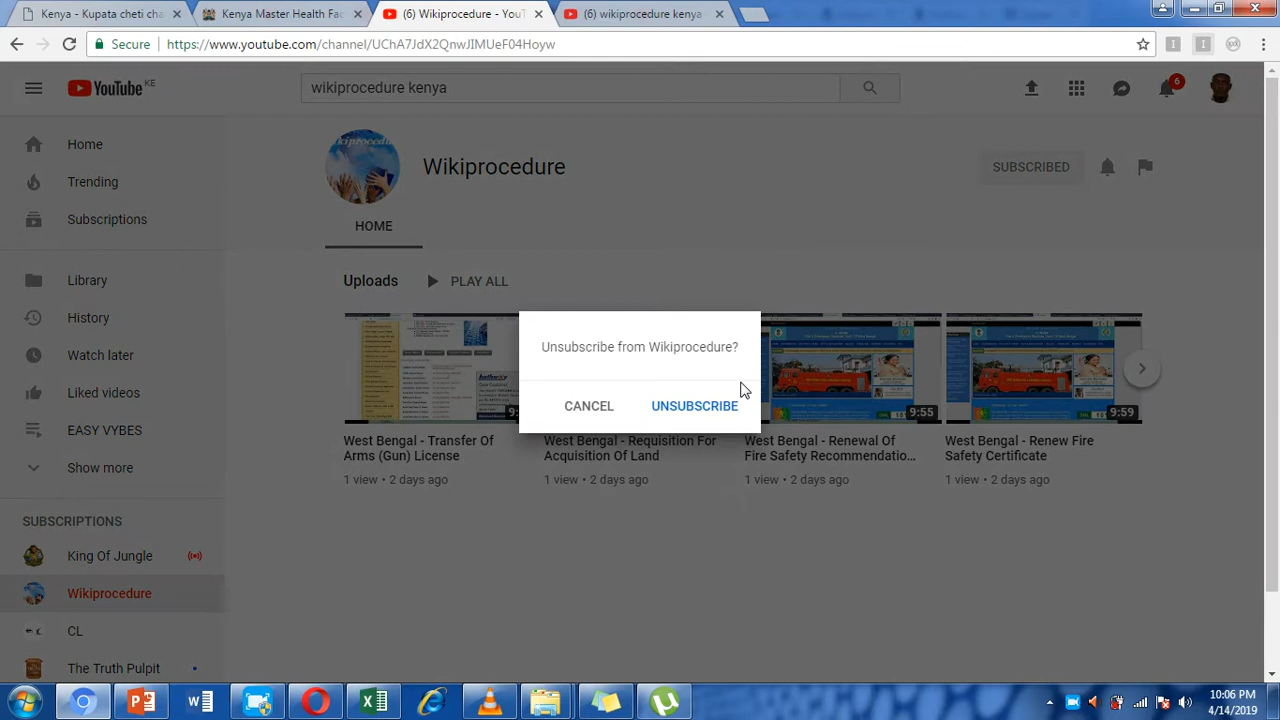 Kenya - Kupata cheti cha
Kenya Master Health Fac
(6) Wikiprocedure - YouT
(6) wikiprocedure kenya
Secure
https://www.youtube.com/channel/UChA7JdX2QnwJIMUeF04Hoyw
YouTube KE
wikiprocedure kenya
6
Home
Trending
Subscriptions
Library
History
Watch later
Liked videos
EASY VIBES
Show more
SUBSCRIPTIONS
King Of Jungle
Wikiprocedure
CL
The Truth Pulpit
Wikiprocedure
SUBSCRIBED
HOME
Uploads
PLAY ALL
Unsubscribe from Wikiprocedure?
CANCEL
UNSUBSCRIBE
9:55
9:59
West Bengal - Transfer Of
Arms (Gun) License
1 view • 2 days ago
West Bengal - Requisition For
Acquisition Of Land
1 view • 2 days ago
West Bengal - Renewal Of
Fire Safety Recommendatio...
1 view • 2 days ago
West Bengal - Renew Fire
Safety Certificate
1 view • 2 days ago
10:06 PM
4/14/2019